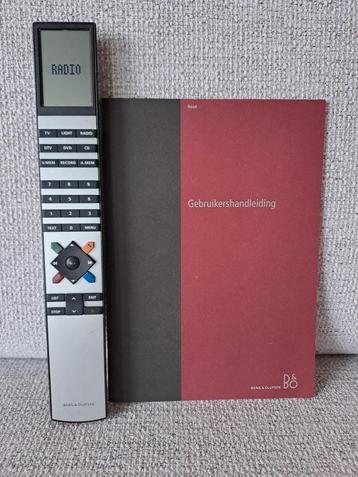 RADIO
TV LIGHT RADIO
DTV DVD CD
V.MEM RECORD A.MEM
7 8 9
4 5 6
1 2 3
TEXT 0 MENU
LIST EXIT
STOP
BANG & OLUFSEN
Gebruikershandleiding
B&O
BANG & OLUFSEN